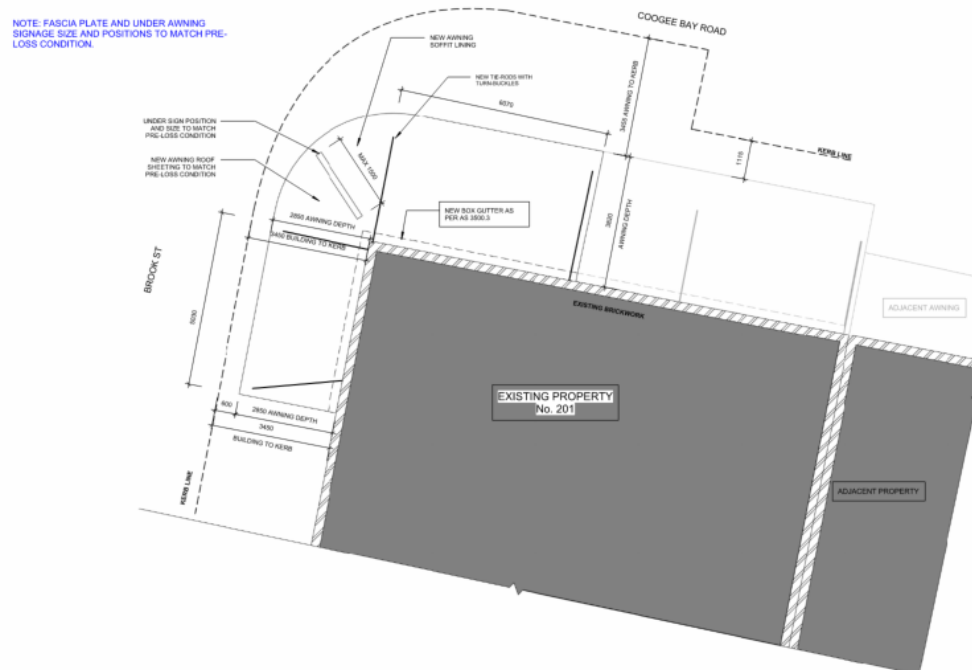 NOTE: FASCIA PLATE AND UNDER AWNING
SIGNAGE SIZE AND POSITIONS TO MATCH PRE-
LOSS CONDITION.
COOGEE BAY ROAD
NEW AWNING
SOFFIT LINING
NEW TIE-RODS WITH
TURN-BUCKLES
6570
3455 AWNING TO KERB
UNDER SIGN POSITION
AND SIZE TO MATCH
PRE-LOSS CONDITION
MAX 1500
KERB LINE
1115
NEW AWNING ROOF
SHEETING TO MATCH
PRE-LOSS CONDITION
3820
AWNING DEPTH
NEW BOX GUTTER AS
PER AS 3500.3
2850 AWNING DEPTH
3450 BUILDING TO KERB
BROOK ST
5050
EXISTING BRICKWORK
ADJACENT AWNING
EXISTING PROPERTY
No. 201
600
2850 AWNING DEPTH
3450
BUILDING TO KERB
KERB LINE
ADJACENT PROPERTY